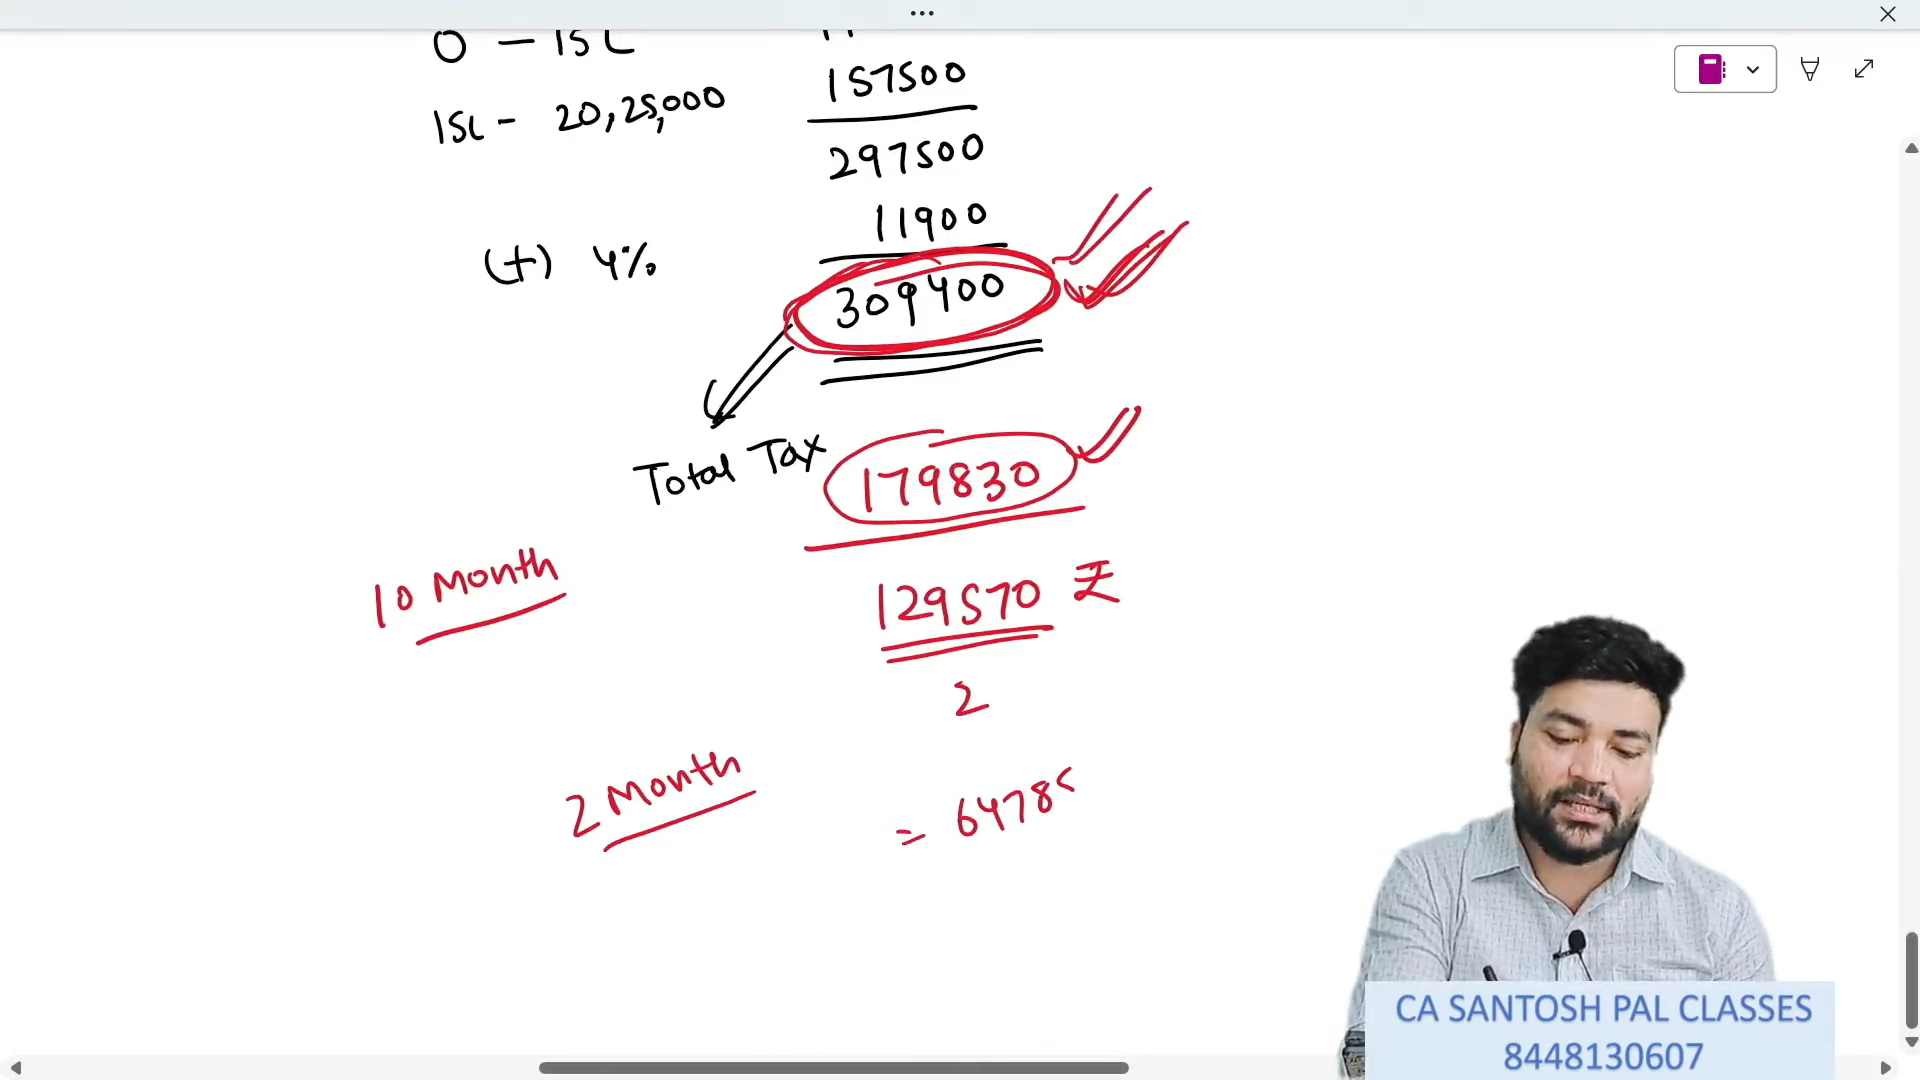 0 - 15L
157500
15L - 20,25,000
297500
11900
(+) 4%
309400
Total Tax
179830
10 Month
129570 ₹
2
2 Month
= 6478
CA SANTOSH PAL CLASSES
8448130607